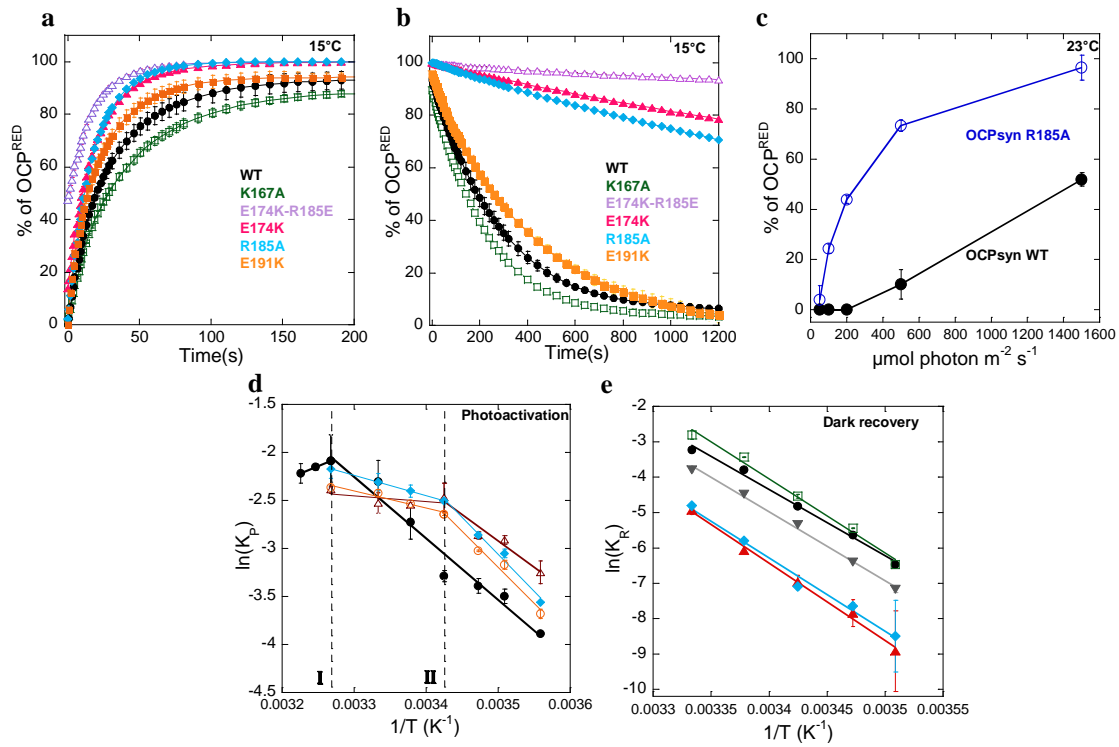 a
15°C
% of OCP^RED
100
80
60
40
20
0
WT
K167A
E174K-R185E
E174K
R185A
E191K
0
50
100
150
200
Time(s)
b
15°C
% of OCP^RED
100
80
60
40
20
0
WT
K167A
E174K-R185E
E174K
R185A
E191K
0
200
400
600
800
1000
1200
Time(s)
c
23°C
% of OCP^RED
100
80
60
40
20
0
OCPsyn R185A
OCPsyn WT
0
200
400
600
800
1000
1200
1400
1600
µmol photon m^-2 s^-1
d
Photoactivation
ln(K_P)
-1.5
-2
-2.5
-3
-3.5
-4
-4.5
I
II
0.0032
0.0033
0.0034
0.0035
0.0036
1/T (K^-1)
e
Dark recovery
ln(K_R)
-2
-3
-4
-5
-6
-7
-8
-9
-10
0.0033
0.00335
0.0034
0.00345
0.0035
0.00355
1/T (K^-1)